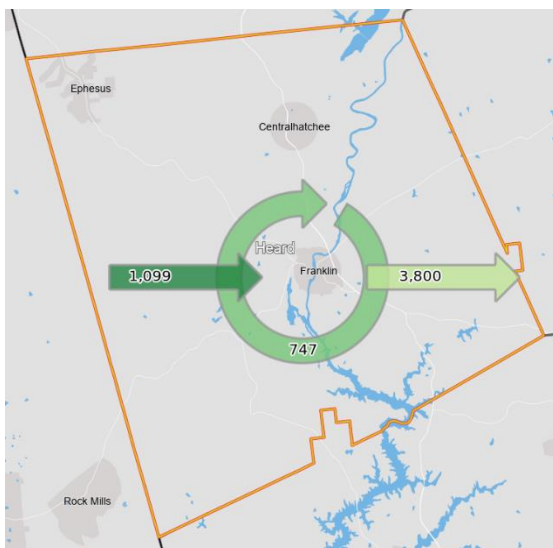 Ephesus
Centralhatchee
Heard
Franklin
1,099
3,800
747
Rock Mills